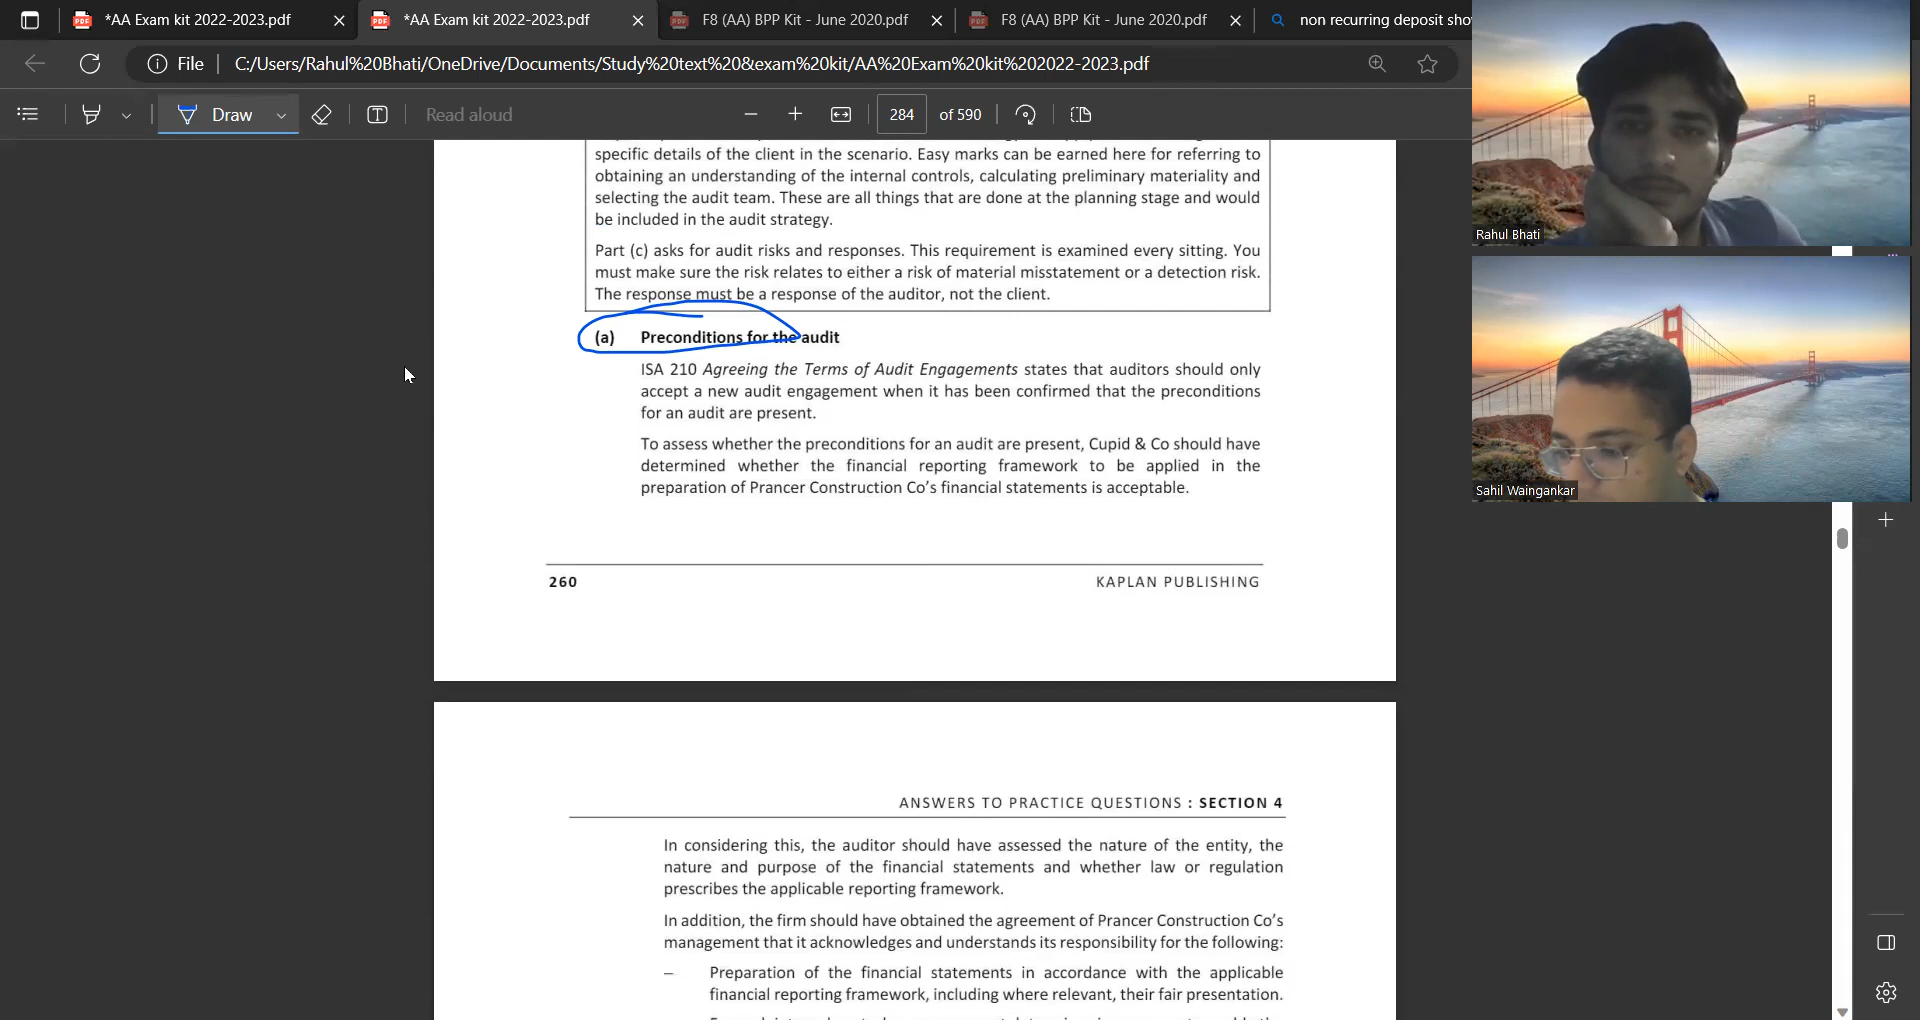 *AA Exam kit 2022-2023.pdf
*AA Exam kit 2022-2023.pdf
F8 (AA) BPP Kit - June 2020.pdf
F8 (AA) BPP Kit - June 2020.pdf
non recurring deposit sho
File
C:/Users/Rahul%20Bhati/OneDrive/Documents/Study%20text%20&exam%20kit/AA%20Exam%20kit%202022-2023.pdf
Draw
Read aloud
284 of 590
specific details of the client in the scenario. Easy marks can be earned here for referring to
obtaining an understanding of the internal controls, calculating preliminary materiality and
selecting the audit team. These are all things that are done at the planning stage and would
be included in the audit strategy.
Part (c) asks for audit risks and responses. This requirement is examined every sitting. You
must make sure the risk relates to either a risk of material misstatement or a detection risk.
The response must be a response of the auditor, not the client.
(a) Preconditions for the audit
ISA 210 Agreeing the Terms of Audit Engagements states that auditors should only
accept a new audit engagement when it has been confirmed that the preconditions
for an audit are present.
To assess whether the preconditions for an audit are present, Cupid & Co should have
determined whether the financial reporting framework to be applied in the
preparation of Prancer Construction Co's financial statements is acceptable.
260
KAPLAN PUBLISHING
ANSWERS TO PRACTICE QUESTIONS : SECTION 4
In considering this, the auditor should have assessed the nature of the entity, the
nature and purpose of the financial statements and whether law or regulation
prescribes the applicable reporting framework.
In addition, the firm should have obtained the agreement of Prancer Construction Co's
management that it acknowledges and understands its responsibility for the following:
– Preparation of the financial statements in accordance with the applicable
financial reporting framework, including where relevant, their fair presentation.
Rahul Bhati
Sahil Waingankar